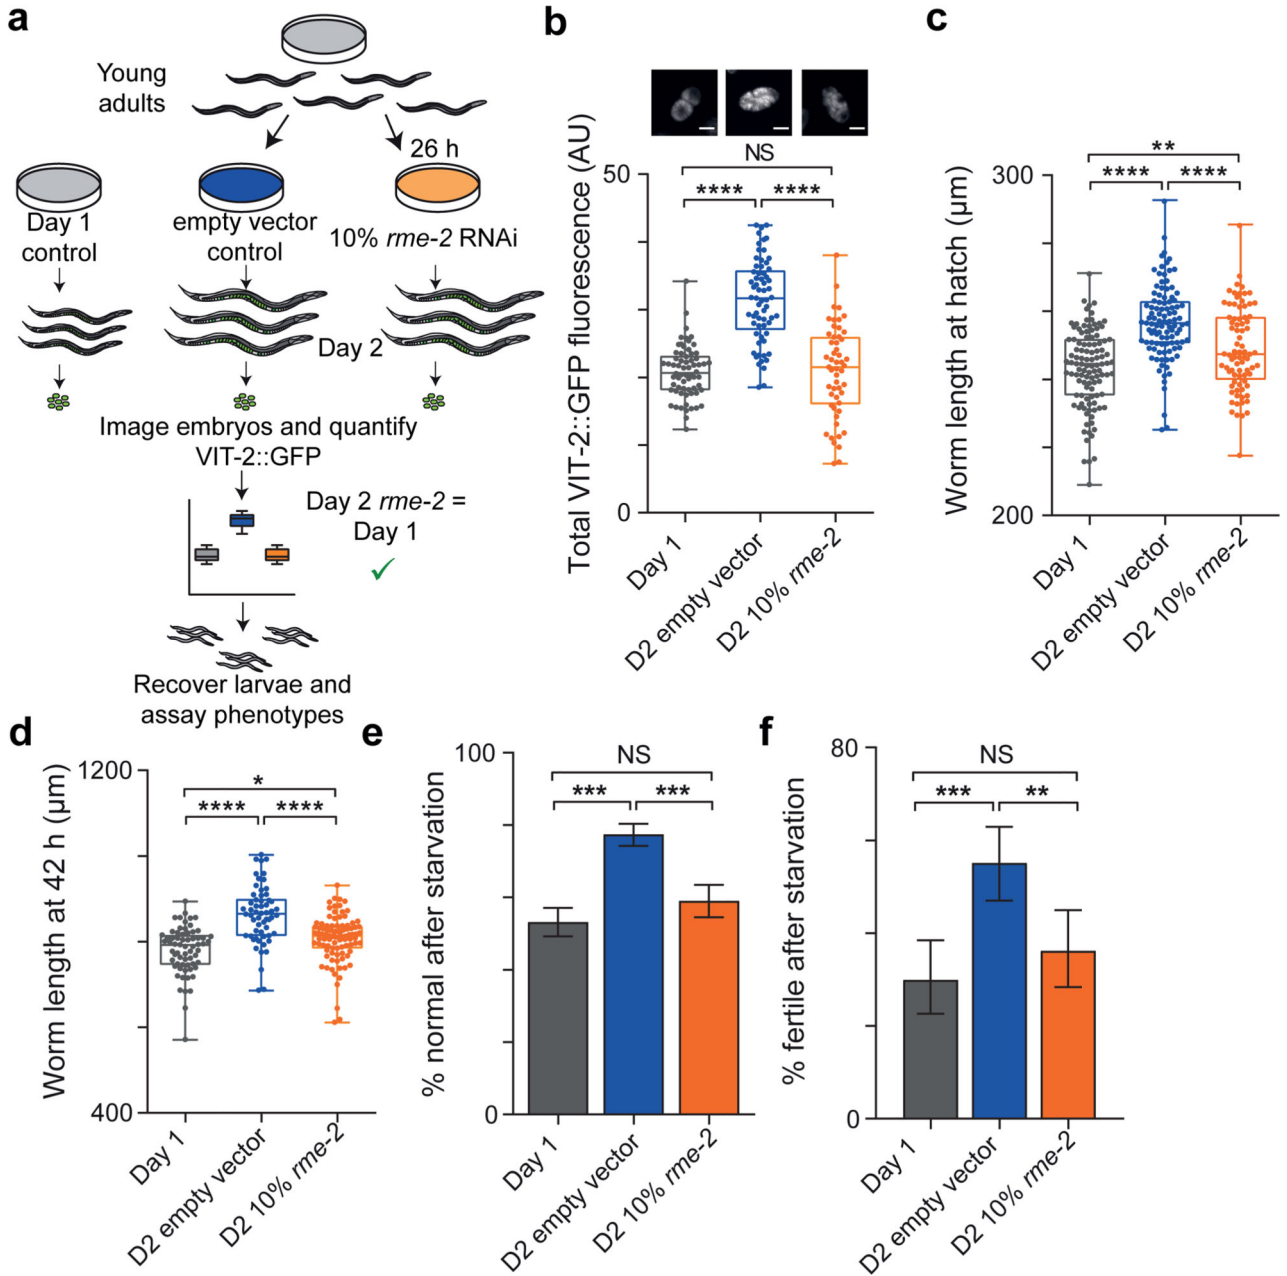 a
Young
adults
26 h
Day 1
control
empty vector
control
10% rme-2 RNAi
Day 2
Image embryos and quantify
VIT-2::GFP
Day 2 rme-2 =
Day 1
✓
Recover larvae and
assay phenotypes
b
Total VIT-2::GFP fluorescence (AU)
NS
**** ****
50
0
Day 1
D2 empty vector
D2 10% rme-2
c
Worm length at hatch (μm)
**
**** ****
300
200
Day 1
D2 empty vector
D2 10% rme-2
d
Worm length at 42 h (μm)
1200
*
**** ****
400
Day 1
D2 empty vector
D2 10% rme-2
e
% normal after starvation
100
NS
*** ***
0
Day 1
D2 empty vector
D2 10% rme-2
f
% fertile after starvation
80
NS
*** **
0
Day 1
D2 empty vector
D2 10% rme-2